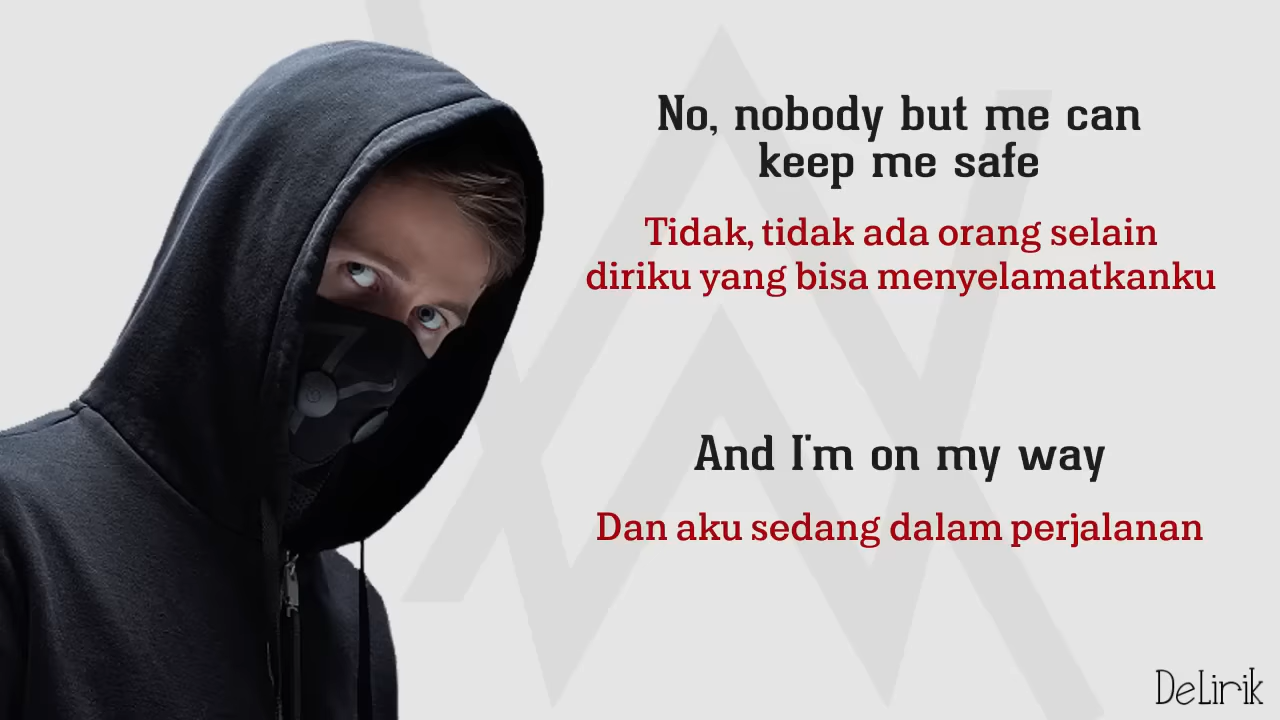 No, nobody but me can
keep me safe
Tidak, tidak ada orang selain
diriku yang bisa menyelamatkanku
And I'm on my way
Dan aku sedang dalam perjalanan
DeLirik